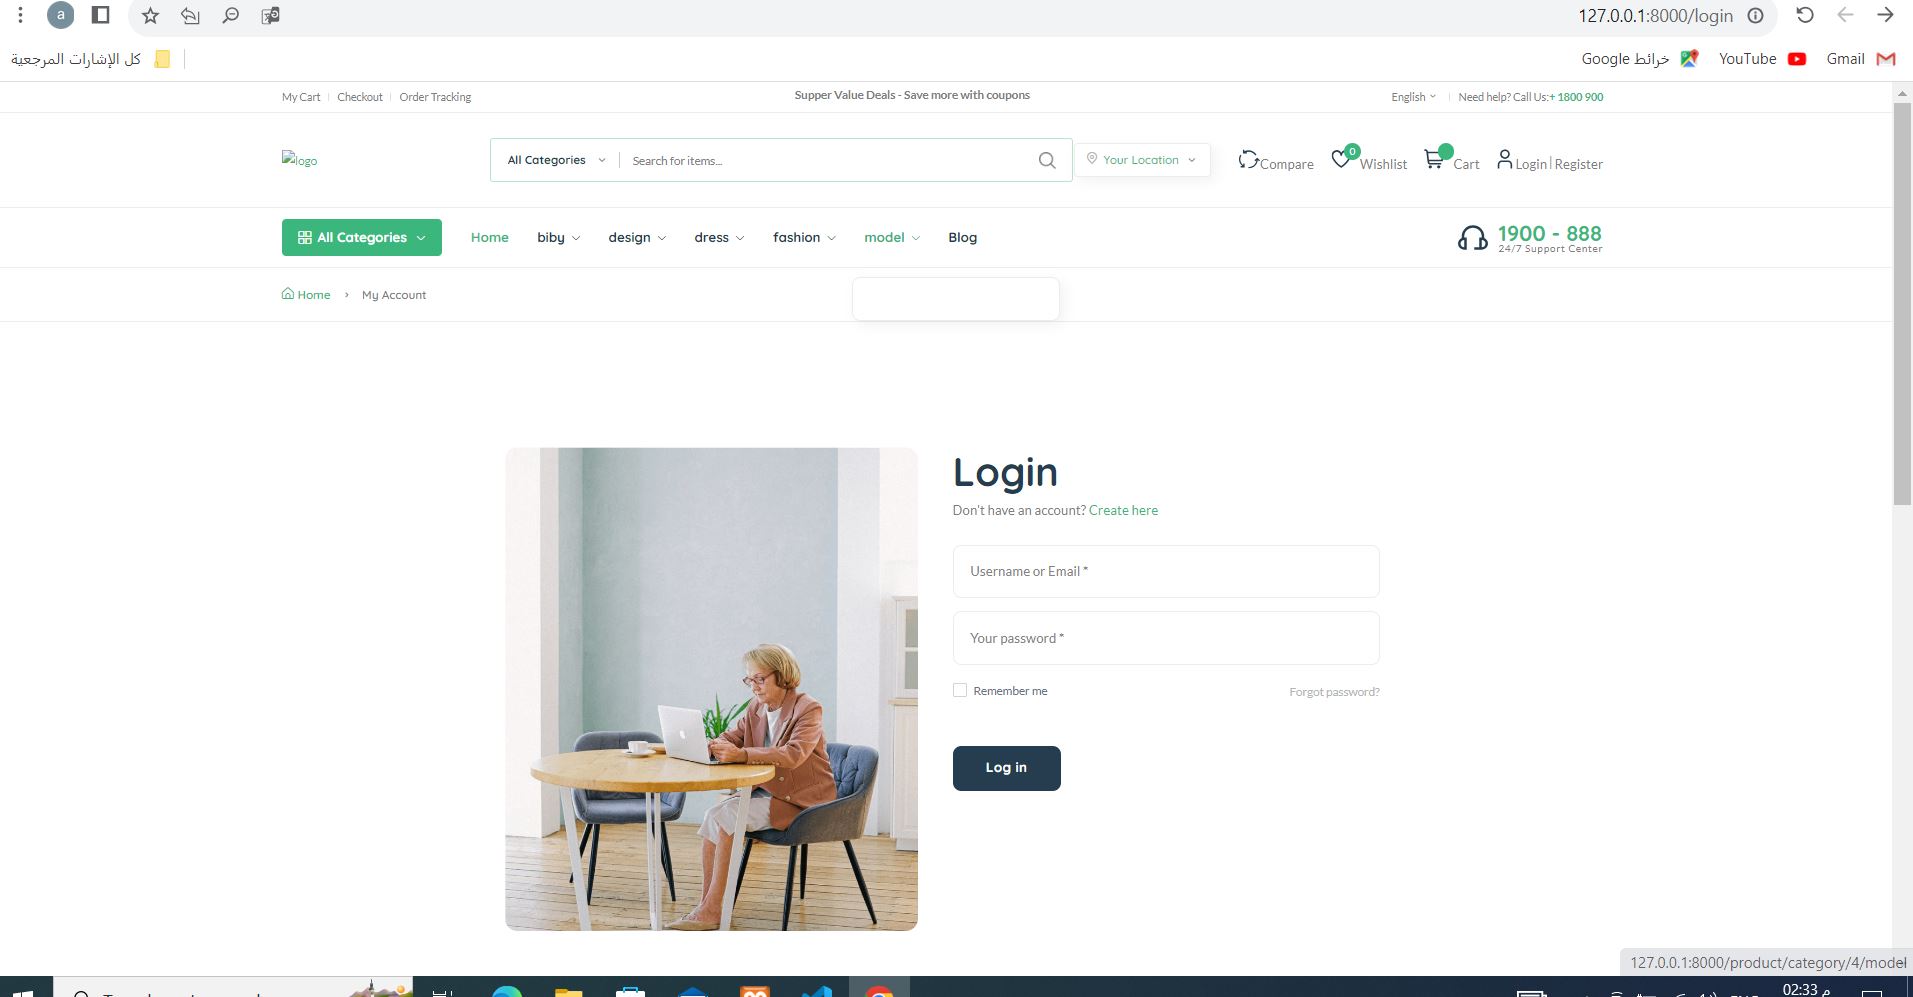 a
127.0.0.1:8000/login
كل الإشارات المرجعية
خرائط Google
YouTube
Gmail
My Cart
Checkout
Order Tracking
Supper Value Deals - Save more with coupons
English
Need help? Call Us:+ 1800 900
logo
All Categories
Search for items...
Your Location
Compare
0
Wishlist
Cart
Login | Register
All Categories
Home
biby
design
dress
fashion
model
Blog
1900 - 888
24/7 Support Center
Home
My Account
Login
Don't have an account? Create here
Username or Email *
Your password *
Remember me
Forgot password?
Log in
127.0.0.1:8000/product/category/4/model
02:33 م